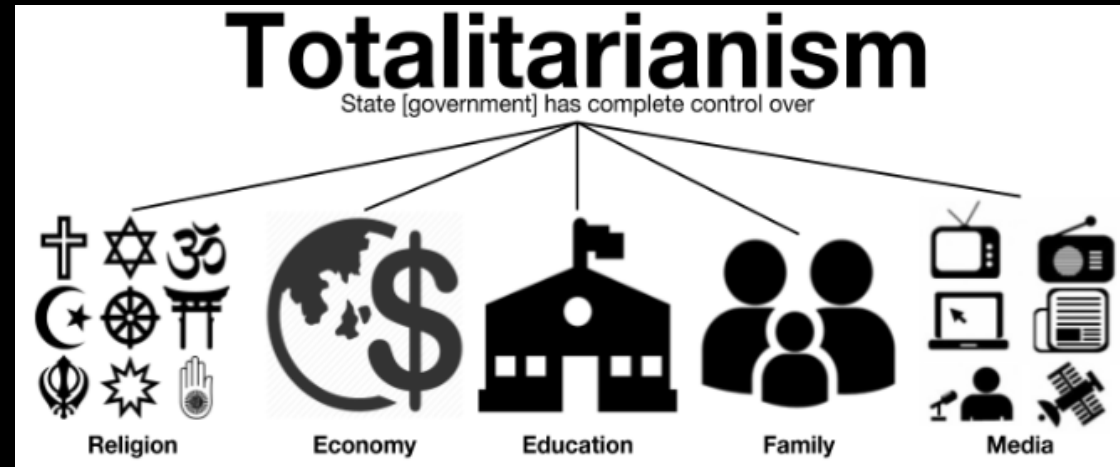 Totalitarianism
State [government] has complete control over
Religion
Economy
Education
Family
Media